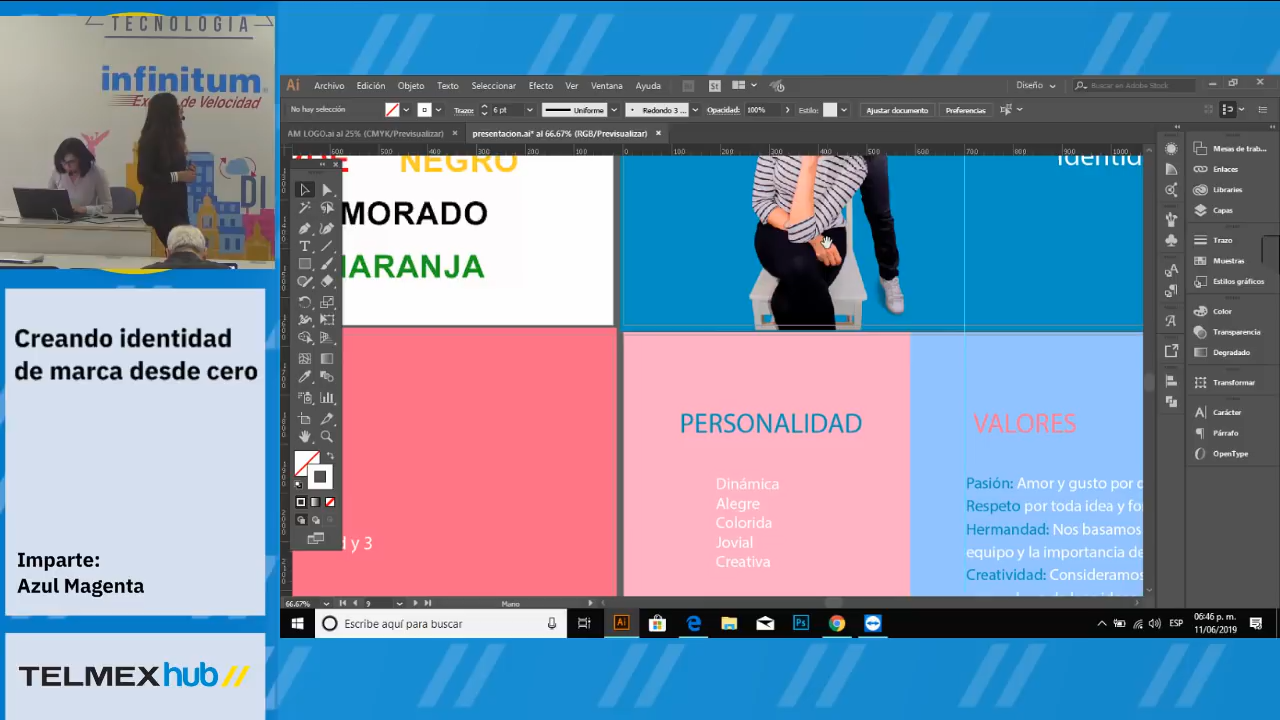 TECNOLOGIA
infinitum
Creando identidad
de marca desde cero
Imparte:
Azul Magenta
TELMEXhub
Ai Archivo Edición Objeto Texto Seleccionar Efecto Ver Ventana Ayuda St Diseño Buscar en Adobe Stock
No hay selección Trazo: 6 pt Uniforme Redondo 3 ... Opacidad: 100% Estilo: Ajustar documento Preferencias
AM LOGO.ai al 25% (CMYK/Previsualizar) × presentacion.ai* al 66.67% (RGB/Previsualizar) ×
NEGRO
MORADO
NARANJA
d y 3
Identid
PERSONALIDAD
Dinámica
Alegre
Colorida
Jovial
Creativa
VALORES
Pasión: Amor y gusto por
Respeto por toda idea y fo
Hermandad: Nos basamos
equipo y la importancia de
Creatividad: Consideramos
Mesas de trab...
Enlaces
Libraries
Capas
Trazo
Muestras
Estilos gráficos
Color
Transparencia
Degradado
Transformar
Carácter
Párrafo
OpenType
66.67% 9 Mano
Escribe aquí para buscar Ai Ps ESP 06:46 p. m.
11/06/2019